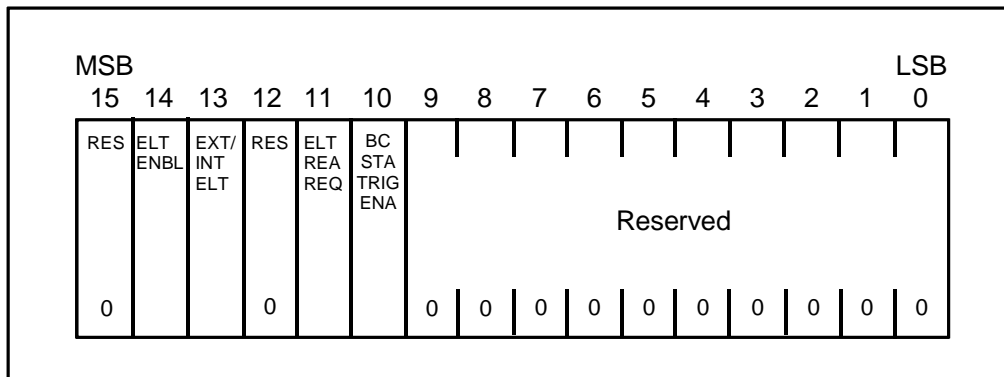 MSB LSB
15 14 13 12 11 10 9 8 7 6 5 4 3 2 1 0
RES ELT EXT/ RES ELT BC
ENBL INT REA STA
ELT REQ TRIG
ENA
Reserved
0 0 0 0 0 0 0 0 0 0 0 0